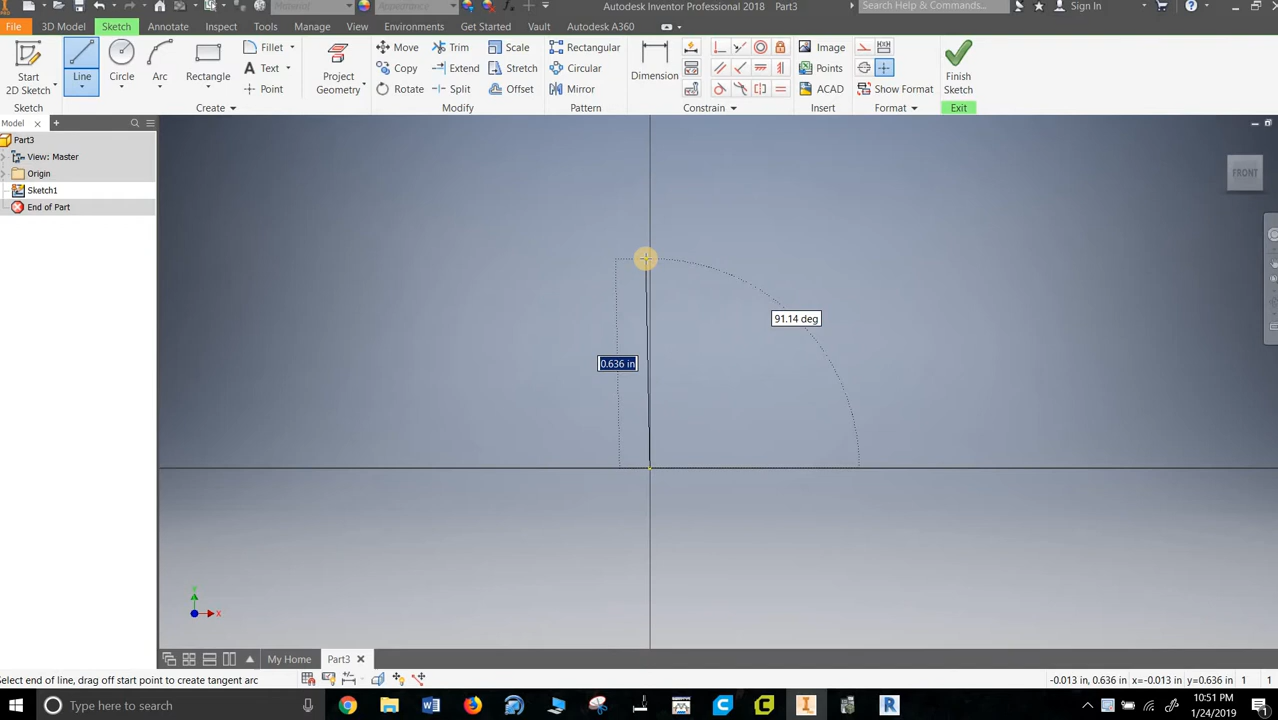 Material
Appearance
Autodesk Inventor Professional 2018 Part3
Search Help & Commands...
Sign In
File
3D Model
Sketch
Annotate
Inspect
Tools
Manage
View
Environments
Get Started
Vault
Autodesk A360
Start
2D Sketch
Line
Circle
Arc
Rectangle
Fillet
Text
Point
Project
Geometry
Move
Copy
Rotate
Trim
Extend
Split
Scale
Stretch
Offset
Rectangular
Circular
Mirror
Dimension
Image
Points
ACAD
Show Format
Finish
Sketch
Sketch
Create
Modify
Pattern
Constrain
Insert
Format
Exit
Model
Part3
View: Master
Origin
Sketch1
End of Part
FRONT
91.14 deg
0.636 in
Y
X
My Home
Part3
Select end of line, drag off start point to create tangent arc
-0.013 in, 0.636 in
x=-0.013 in
y=0.636 in
1
1
Type here to search
10:51 PM
1/24/2019